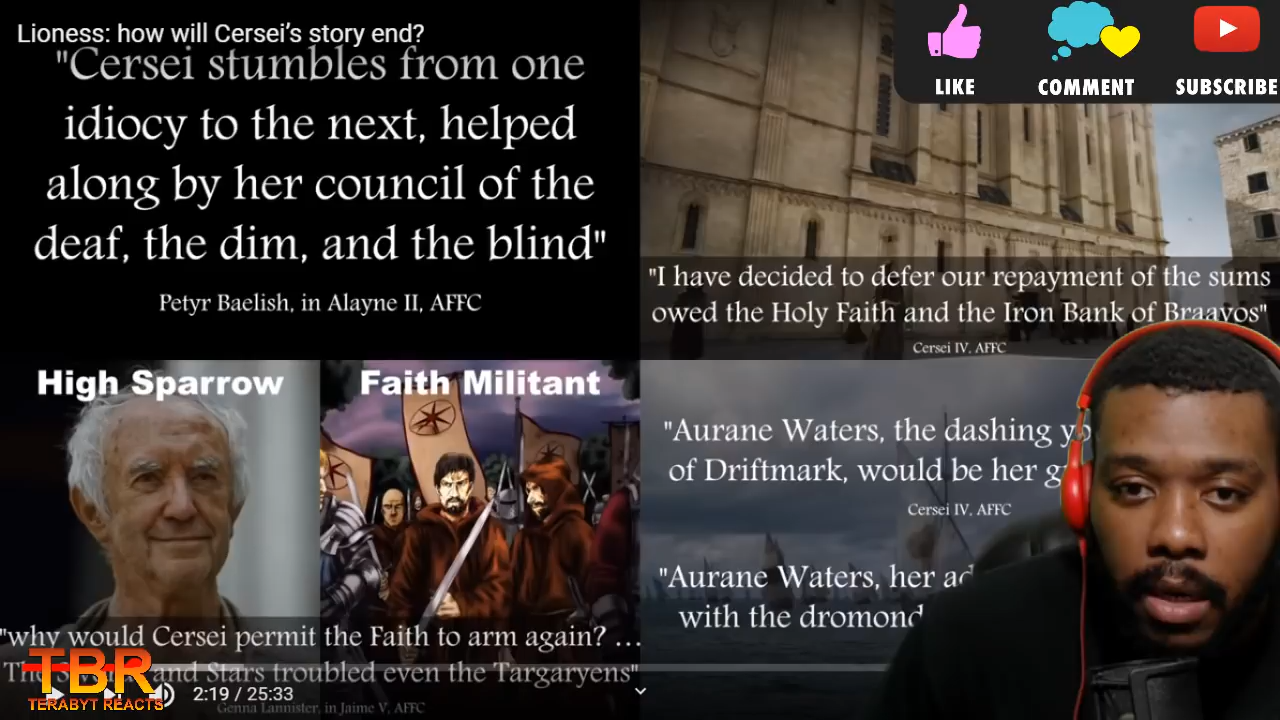 Lioness: how will Cersei's story end?
"Cersei stumbles from one
idiocy to the next, helped
along by her council of the
deaf, the dim, and the blind"
Petyr Baelish, in Alayne II, AFFC
LIKE
COMMENT
SUBSCRIBE
"I have decided to defer our repayment of the sums
owed the Holy Faith and the Iron Bank of Braavos"
Cersei IV, AFFC
High Sparrow
Faith Militant
"why would Cersei permit the Faith to arm again? ...
The and Stars troubled even the Targaryens"
Genna Lannister, in Jaime V, AFFC
"Aurane Waters, the dashing
of Driftmark, would be her
Cersei IV, AFFC
"Aurane Waters, her
with the dromond
TBR
TERABYT REACTS
2:19 / 25:33